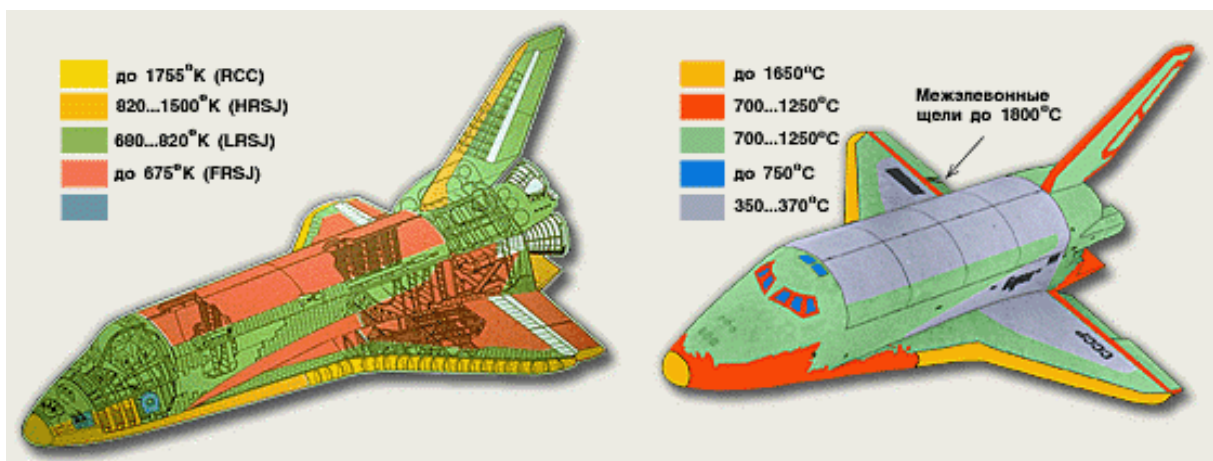 до 1755°К (RCC)
820...1500°К (HRSJ)
680...820°К (LRSJ)
до 675°К (FRSJ)
до 1650°С
700...1250°С
700...1250°С
до 750°С
350...370°С
Межэлевонные
щели до 1800°С
СССР